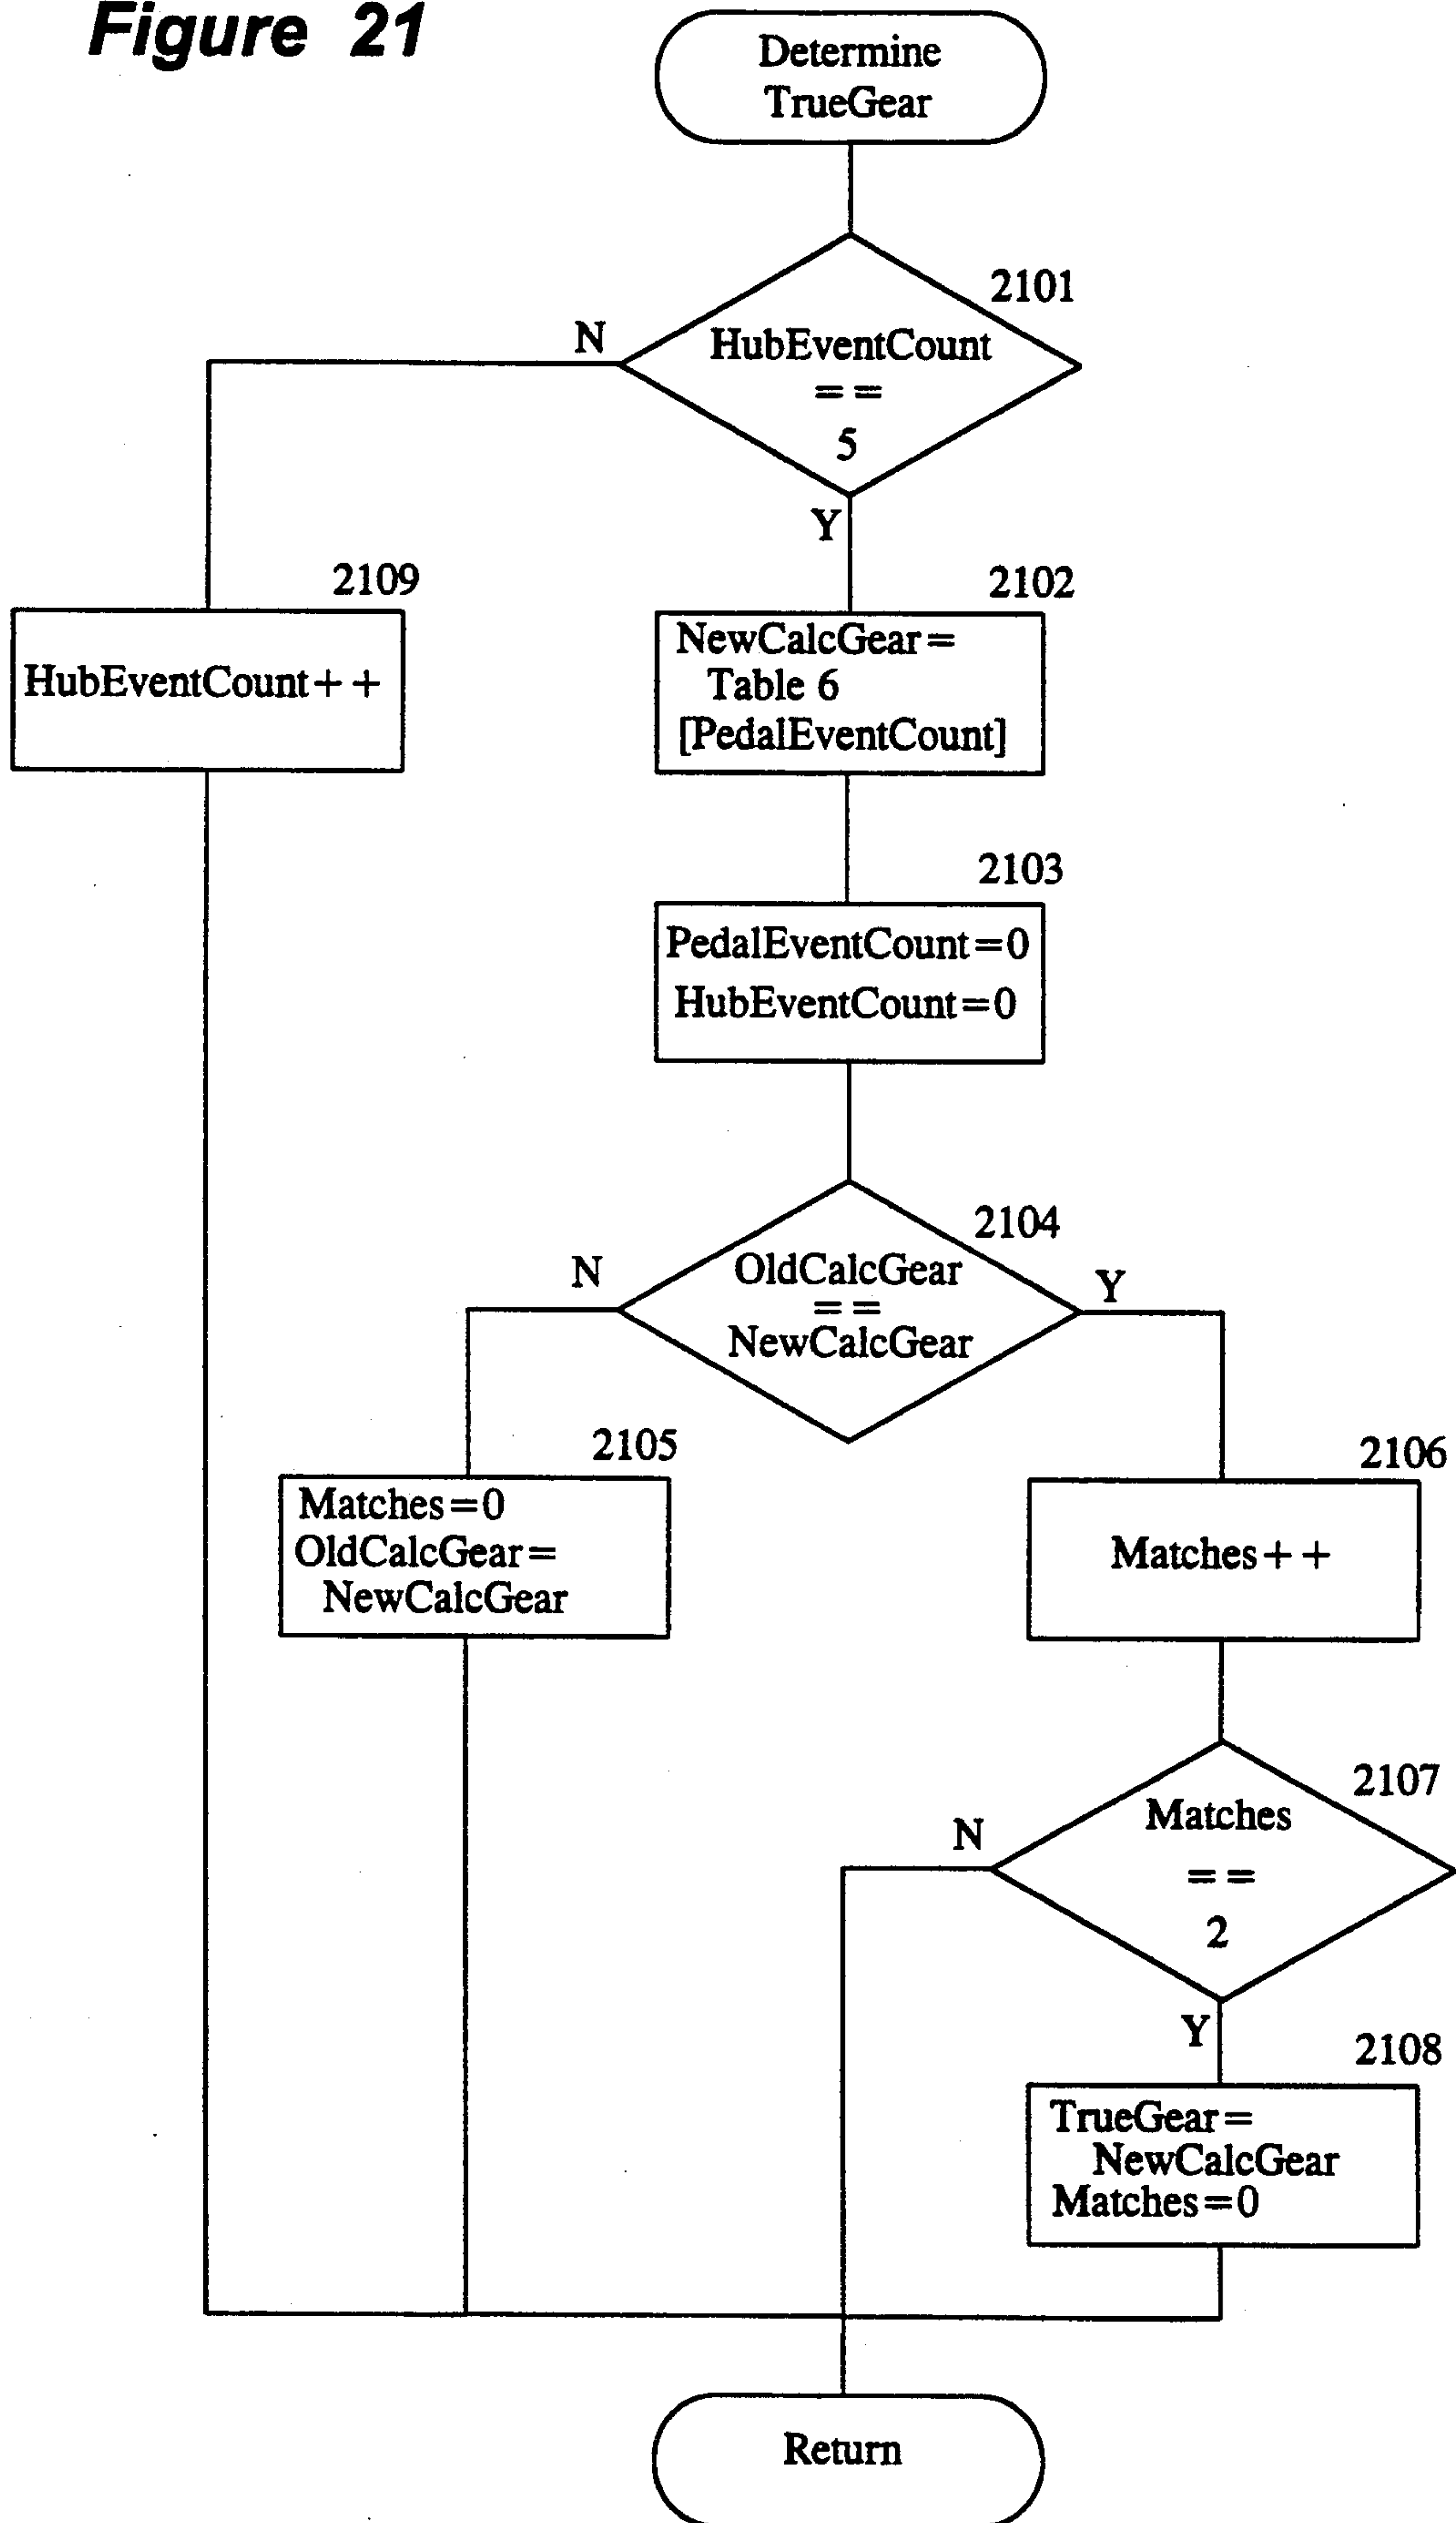 Figure 21
Determine
TrueGear
2101
N
HubEventCount
==
5
Y
2109
HubEventCount++
2102
NewCalcGear=
Table 6
[PedalEventCount]
2103
PedalEventCount=0
HubEventCount=0
2104
N
OldCalcGear
==
NewCalcGear
Y
2105
Matches=0
OldCalcGear=
NewCalcGear
2106
Matches++
2107
N
Matches
==
2
Y
2108
TrueGear=
NewCalcGear
Matches=0
Return